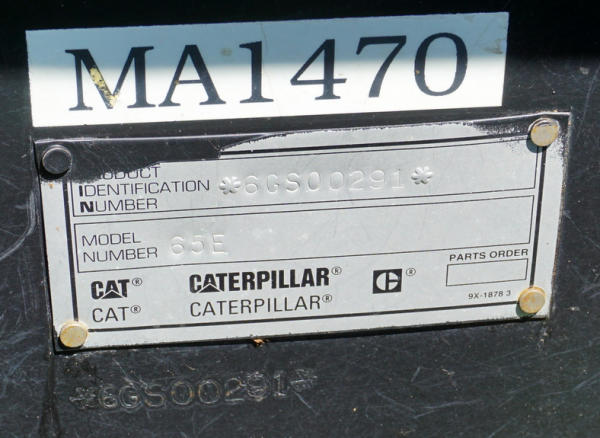 MA1470
PRODUCT
IDENTIFICATION *6GS00291*
NUMBER
MODEL
NUMBER 65E
PARTS ORDER
CAT® CATERPILLAR® C®
CAT® CATERPILLAR®
9X-1878 3
*6GS00291*